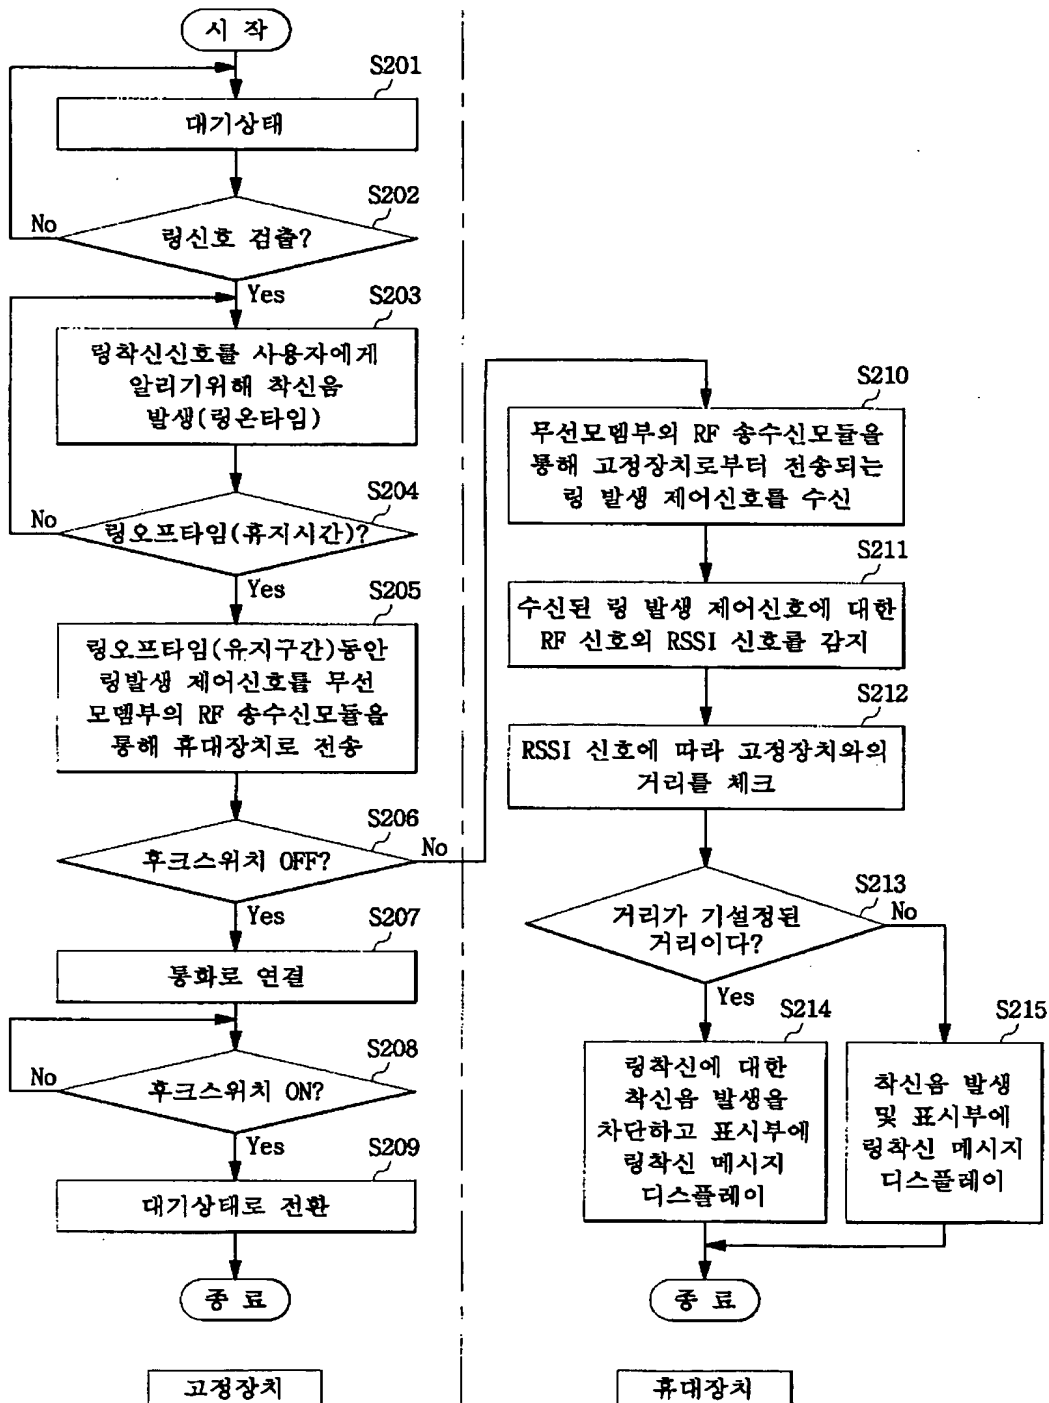 시 작
S201
대기상태
S202
링신호 검출?
No
Yes
S203
링착신신호를 사용자에게
알리기위해 착신음
발생(링온타임)
S204
링오프타임(휴지시간)?
No
Yes
S205
링오프타임(유지구간)동안
링발생 제어신호를 무선
모뎀부의 RF 송수신모듈을
통해 휴대장치로 전송
S206
후크스위치 OFF?
No
Yes
S207
통화로 연결
S208
후크스위치 ON?
No
Yes
S209
대기상태로 전환
종 료
고정장치
S210
무선모뎀부의 RF 송수신모듈을
통해 고정장치로부터 전송되는
링 발생 제어신호를 수신
S211
수신된 링 발생 제어신호에 대한
RF 신호의 RSSI 신호를 감지
S212
RSSI 신호에 따라 고정장치와의
거리를 체크
S213
거리가 기설정된
거리이다?
No
Yes
S214
링착신에 대한
착신음 발생을
차단하고 표시부에
링착신 메시지
디스플레이
S215
착신음 발생
및 표시부에
링착신 메시지
디스플레이
종 료
휴대장치